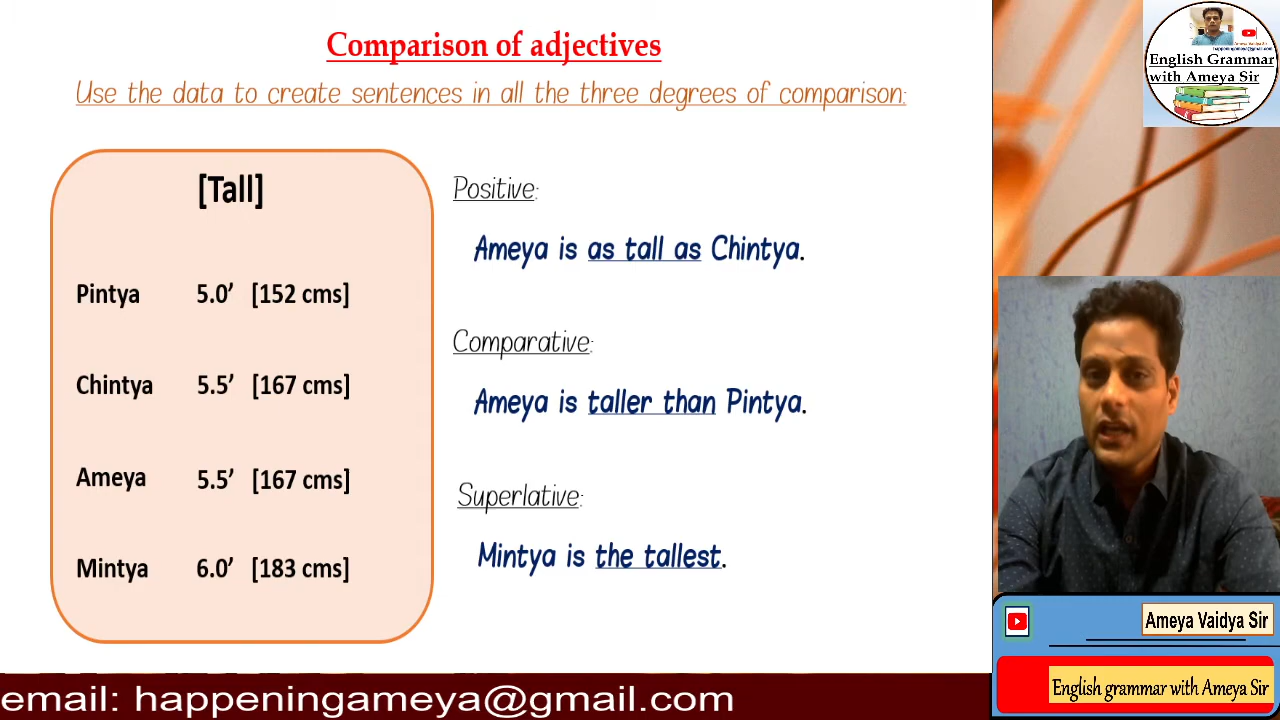 Comparison of adjectives
Use the data to create sentences in all the three degrees of comparison:
[Tall]
Pintya 5.0’ [152 cms]
Chintya 5.5’ [167 cms]
Ameya 5.5’ [167 cms]
Mintya 6.0’ [183 cms]
Positive:
Ameya is as tall as Chintya.
Comparative:
Ameya is taller than Pintya.
Superlative:
Mintya is the tallest.
English Grammar
with Ameya Sir
Ameya Vaidya Sir
English grammar with Ameya Sir
email: happeningameya@gmail.com